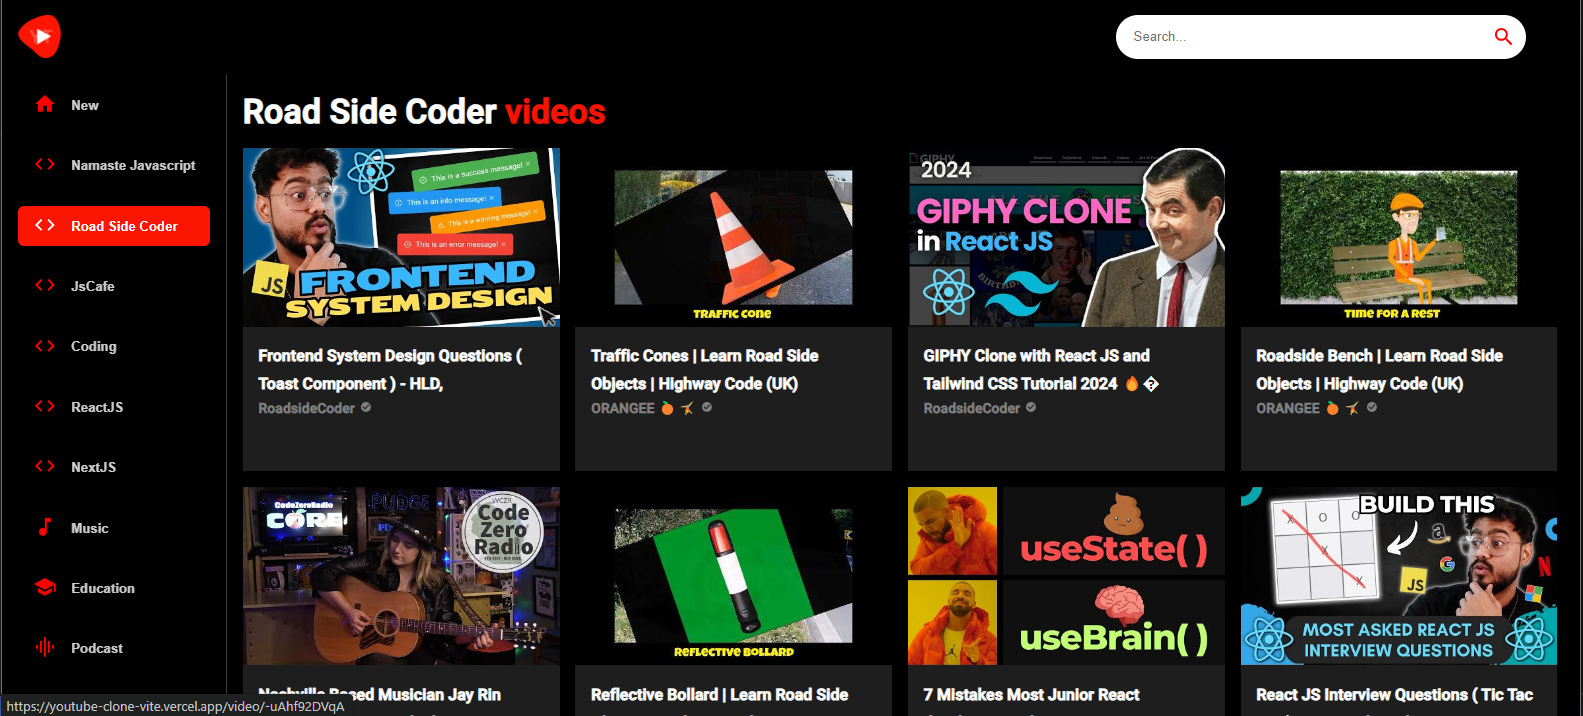 Search...
New
Namaste Javascript
Road Side Coder
JsCafe
Coding
ReactJS
NextJS
Music
Education
Podcast
Road Side Coder videos
This is a success message! ×
This is an info message! ×
This is a warning message! ×
This is an error message! ×
JS
FRONTEND
SYSTEM DESIGN
Frontend System Design Questions (
Toast Component ) - HLD,
RoadsideCoder
TRAFFIC CONE
Traffic Cones | Learn Road Side
Objects | Highway Code (UK)
ORANGEE 🍊 🤸
GIPHY
2024
GIPHY CLONE
in React JS
GIPHY Clone with React JS and
Tailwind CSS Tutorial 2024 🔥 �
RoadsideCoder
TIME FOR A REST
Roadside Bench | Learn Road Side
Objects | Highway Code (UK)
ORANGEE 🍊 🤸
CodeZeroRadio
CORE
PUDGE
WCZR
Code
Zero
Radio
Nashville Based Musician Jay Rin
REFLECTIVE BOLLARD
Reflective Bollard | Learn Road Side
useState( )
useBrain( )
7 Mistakes Most Junior React
BUILD THIS
X O O
X
X
JS
MOST ASKED REACT JS
INTERVIEW QUESTIONS
React JS Interview Questions ( Tic Tac
https://youtube-clone-vite.vercel.app/video/-uAhf92DVqA